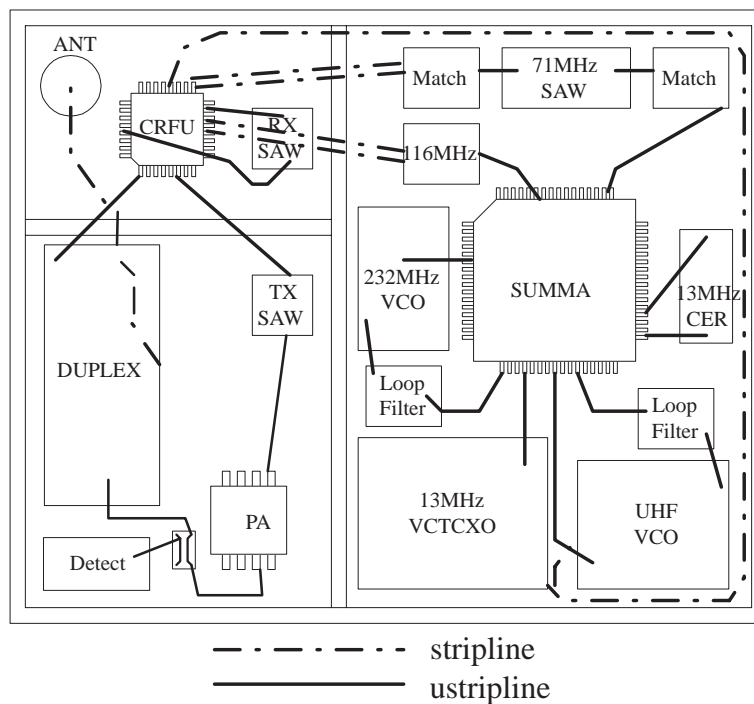 ANT
Match
71MHz
SAW
Match
CRFU
RX
SAW
116MHz
232MHz
VCO
SUMMA
13MHz
CER
TX
SAW
DUPLEX
Loop
Filter
Loop
Filter
13MHz
VCTCXO
UHF
VCO
PA
Detect
stripline
ustripline